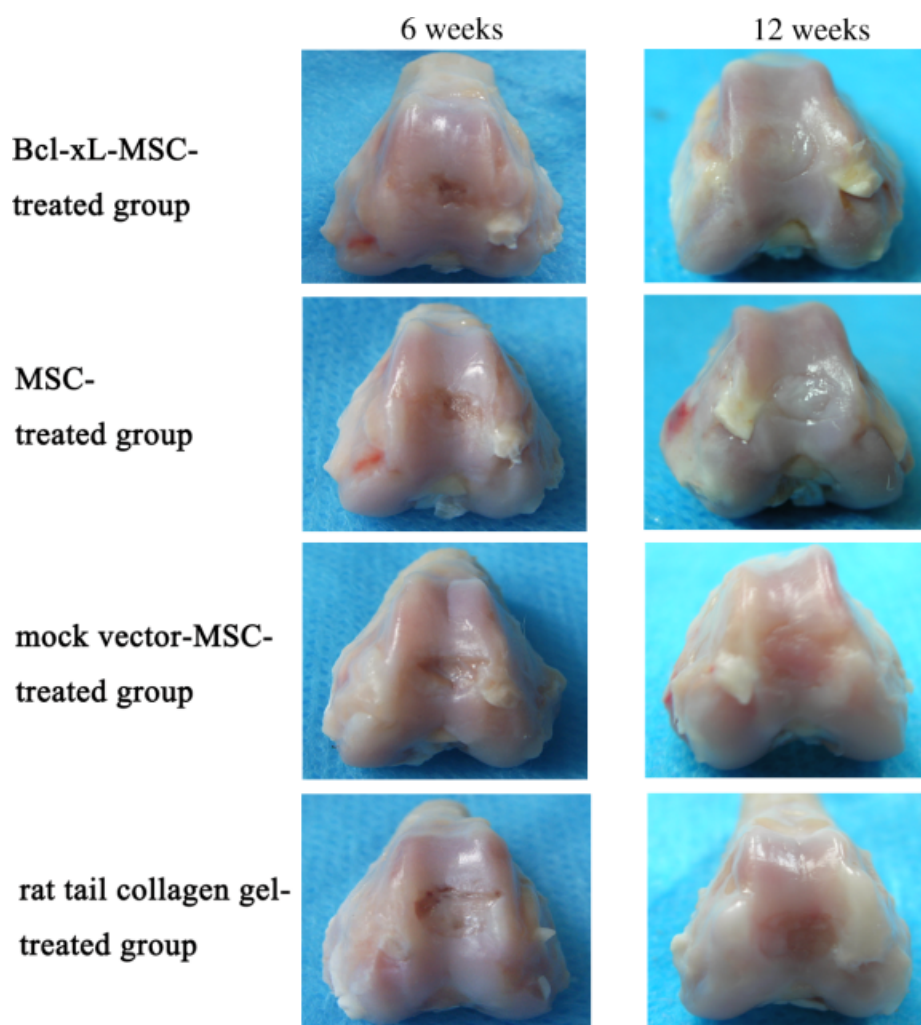 6 weeks 12 weeks
Bcl-xL-MSC-
treated group
MSC-
treated group
mock vector-MSC-
treated group
rat tail collagen gel-
treated group